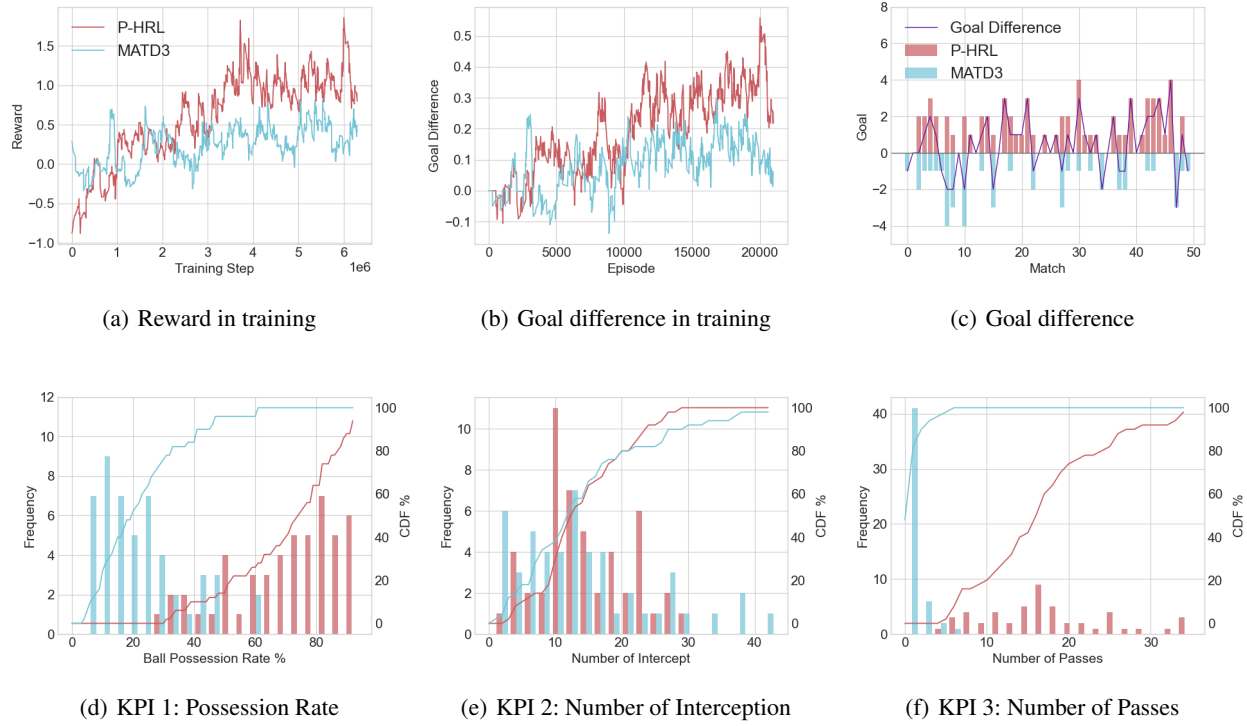 P-HRL
MATD3
1.5
1.0
0.5
0.0
−0.5
−1.0
Reward
0 1 2 3 4 5 6
1e6
Training Step
(a) Reward in training
0.5
0.4
0.3
0.2
0.1
0.0
−0.1
Goal Difference
0 5000 10000 15000 20000
Episode
(b) Goal difference in training
Goal Difference
P-HRL
MATD3
8
6
4
2
0
−2
−4
Goal
0 10 20 30 40 50
Match
(c) Goal difference
12
10
8
6
4
2
0
Frequency
100
80
60
40
20
0
CDF %
20 40 60 80
Ball Possession Rate %
(d) KPI 1: Possession Rate
10
8
6
4
2
0
Frequency
100
80
60
40
20
0
CDF %
0 10 20 30 40
Number of Intercept
(e) KPI 2: Number of Interception
40
30
20
10
0
Frequency
100
80
60
40
20
0
CDF %
0 10 20 30
Number of Passes
(f) KPI 3: Number of Passes